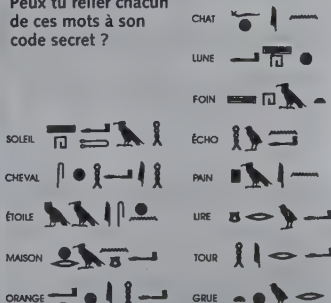 Peux tu relier chacun
de ces mots à son
code secret ?
SOLEIL
CHEVAL
ÉTOILE
MAISON
ORANGE
CHAT
LUNE
FOIN
ÉCHO
PAIN
LIRE
TOUR
GRUE